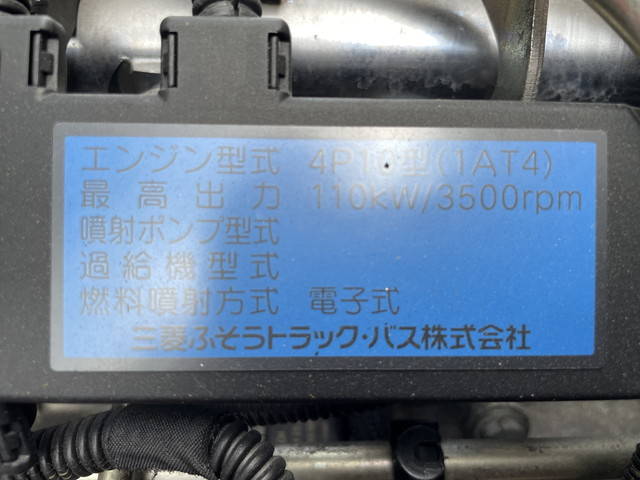 エンジン型式 4P10型(1AT4)
最高出力 110kW/3500rpm
噴射ポンプ型式
過給機型式
燃料噴射方式 電子式
三菱ふそうトラック・バス株式会社